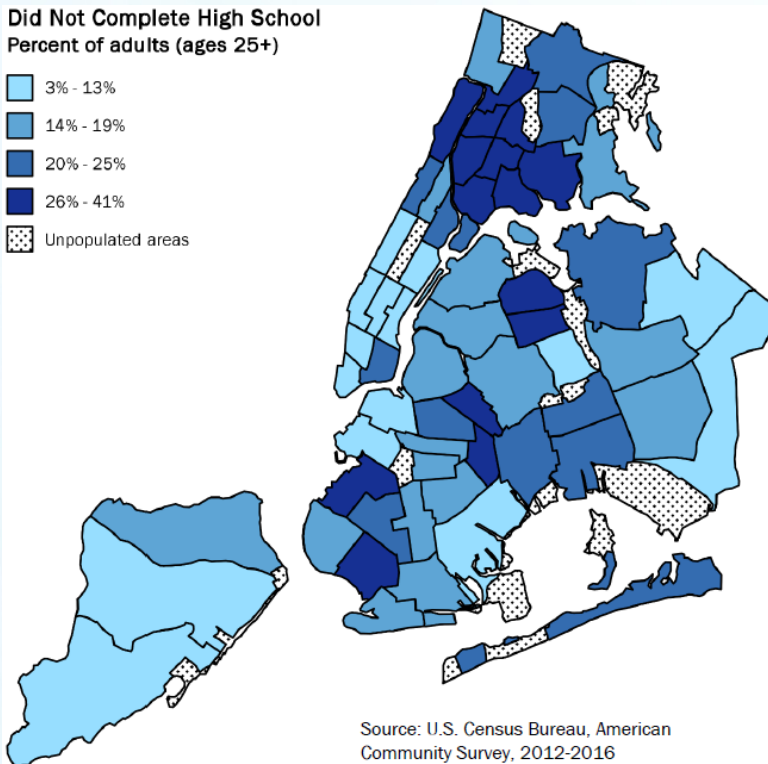 Did Not Complete High School
Percent of adults (ages 25+)
3% - 13%
14% - 19%
20% - 25%
26% - 41%
Unpopulated areas
Source: U.S. Census Bureau, American
Community Survey, 2012-2016